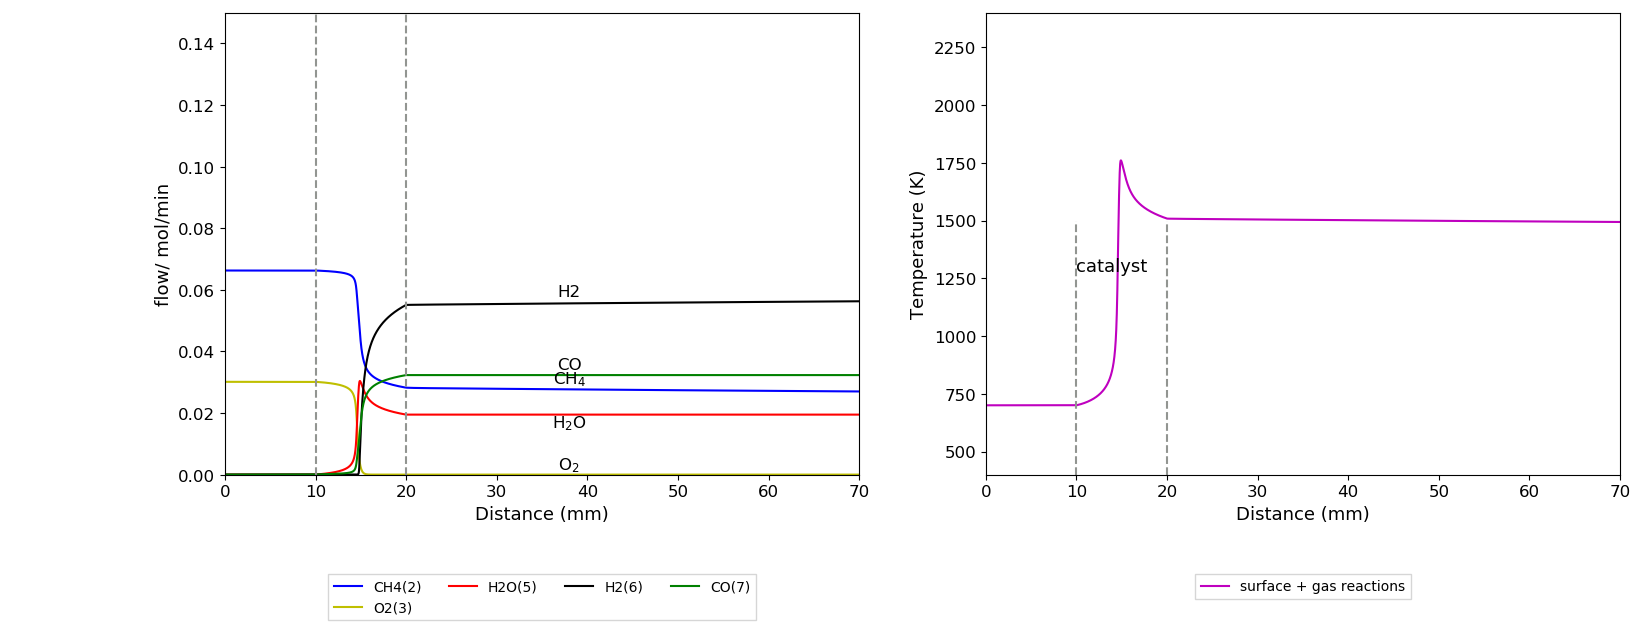 0.14
0.12
0.10
0.08
0.06
0.04
0.02
0.00
flow/ mol/min
H2
CO
CH₄
H₂O
O₂
0 10 20 30 40 50 60 70
Distance (mm)
CH4(2) H2O(5) H2(6) CO(7)
O2(3)
2250
2000
1750
1500
1250
1000
750
500
Temperature (K)
catalyst
0 10 20 30 40 50 60 70
Distance (mm)
surface + gas reactions